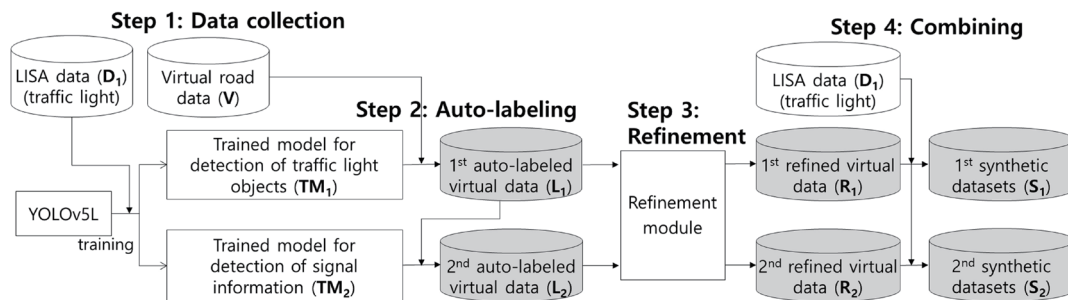 Step 1: Data collection
LISA data (D1)
(traffic light)
Virtual road
data (V)
YOLOv5L
training
Trained model for
detection of traffic light
objects (TM1)
Trained model for
detection of signal
information (TM2)
Step 2: Auto-labeling
1st auto-labeled
virtual data (L1)
2nd auto-labeled
virtual data (L2)
Step 3:
Refinement
Refinement
module
Step 4: Combining
LISA data (D1)
(traffic light)
1st refined virtual
data (R1)
2nd refined virtual
data (R2)
1st synthetic
datasets (S1)
2nd synthetic
datasets (S2)